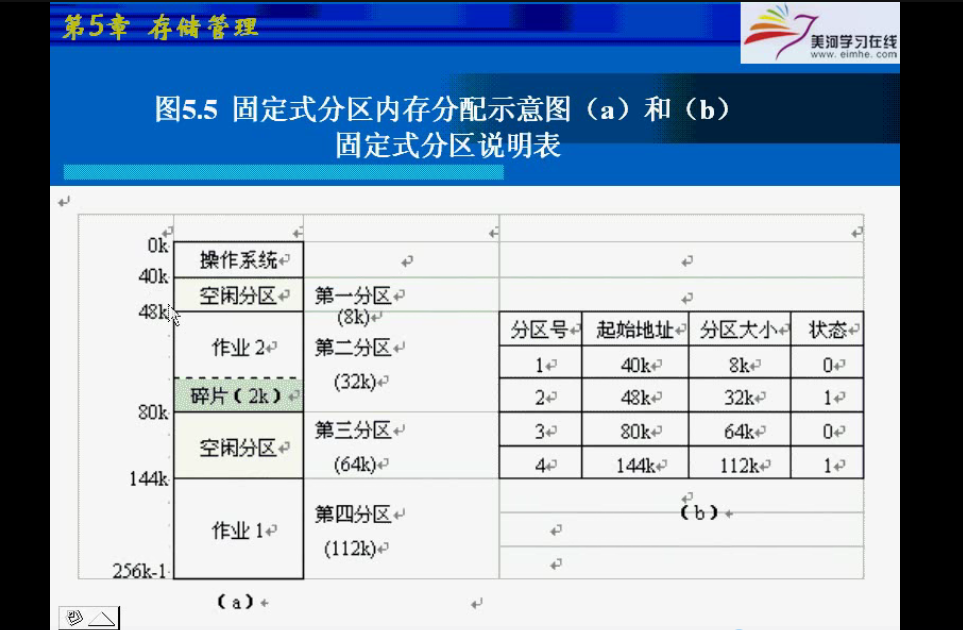 第5章 存储管理
美河学习在线
www.eimhe.com
图5.5 固定式分区内存分配示意图（a）和（b）
固定式分区说明表
0k
操作系统
40k
空闲分区 第一分区
48k (8k)
分区号 起始地址 分区大小 状态
作业 2 第二分区
1 40k 8k 0
(32k)
碎片（2k） 2 48k 32k 1
80k
空闲分区 第三分区 3 80k 64k 0
(64k) 4 144k 112k 1
144k
作业 1 第四分区 （b）
(112k)
256k-1
（a）